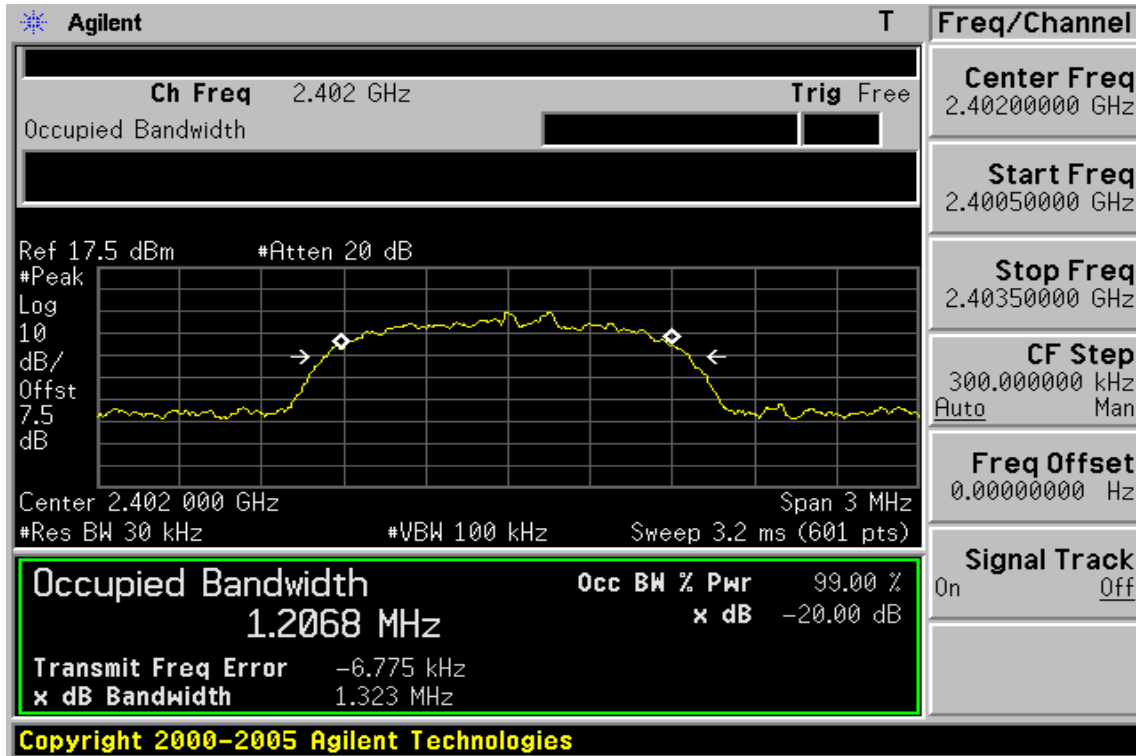 Agilent T
Ch Freq 2.402 GHz Trig Free
Occupied Bandwidth
Ref 17.5 dBm #Atten 20 dB
#Peak
Log
10
dB/
Offst
7.5
dB
Center 2.402 000 GHz Span 3 MHz
#Res BW 30 kHz #VBW 100 kHz Sweep 3.2 ms (601 pts)
Occupied Bandwidth Occ BW % Pwr 99.00 %
1.2068 MHz x dB -20.00 dB
Transmit Freq Error -6.775 kHz
x dB Bandwidth 1.323 MHz
Copyright 2000-2005 Agilent Technologies
Freq/Channel
Center Freq
2.40200000 GHz
Start Freq
2.40050000 GHz
Stop Freq
2.40350000 GHz
CF Step
300.000000 kHz
Auto Man
Freq Offset
0.00000000 Hz
Signal Track
On Off